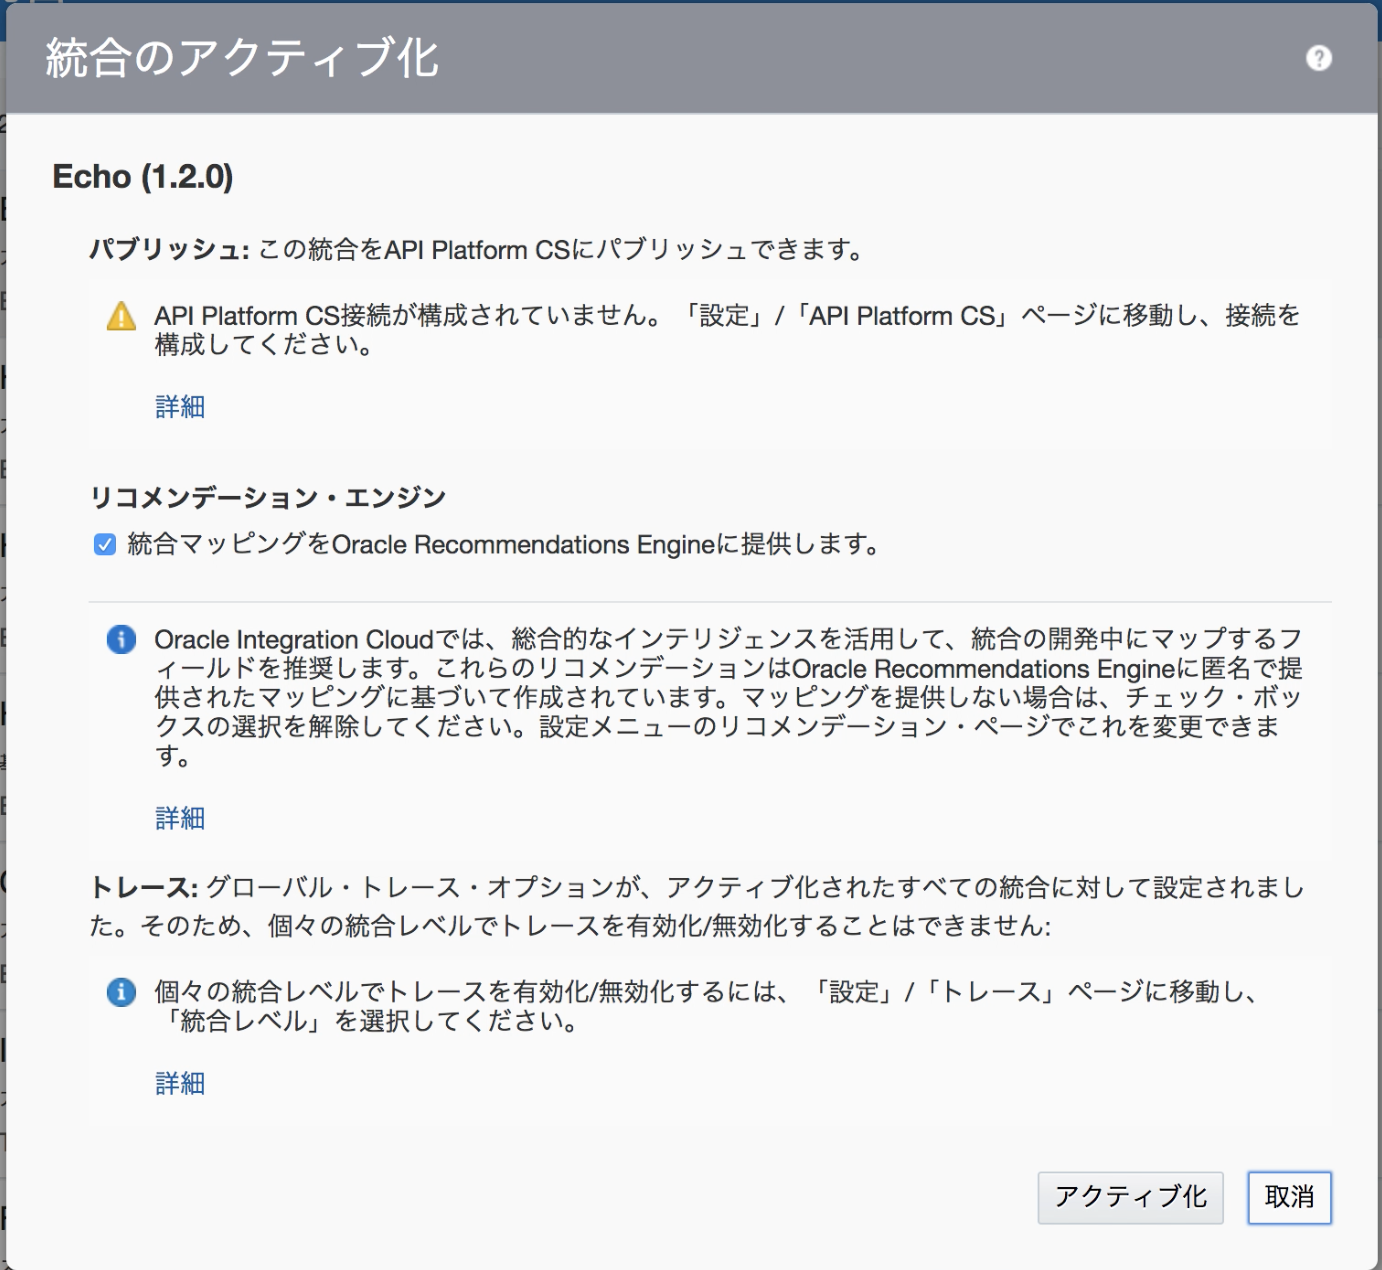 統合のアクティブ化
Echo (1.2.0)
パブリッシュ: この統合をAPI Platform CSにパブリッシュできます。
API Platform CS接続が構成されていません。「設定」/「API Platform CS」ページに移動し、接続を
構成してください。
詳細
リコメンデーション・エンジン
統合マッピングをOracle Recommendations Engineに提供します。
Oracle Integration Cloudでは、総合的なインテリジェンスを活用して、統合の開発中にマップするフ
ィールドを推奨します。これらのリコメンデーションはOracle Recommendations Engineに匿名で提
供されたマッピングに基づいて作成されています。マッピングを提供しない場合は、チェック・ボッ
クスの選択を解除してください。設定メニューのリコメンデーション・ページでこれを変更できま
す。
詳細
トレース: グローバル・トレース・オプションが、アクティブ化されたすべての統合に対して設定されまし
た。そのため、個々の統合レベルでトレースを有効化/無効化することはできません:
個々の統合レベルでトレースを有効化/無効化するには、「設定」/「トレース」ページに移動し、
「統合レベル」を選択してください。
詳細
アクティブ化
取消